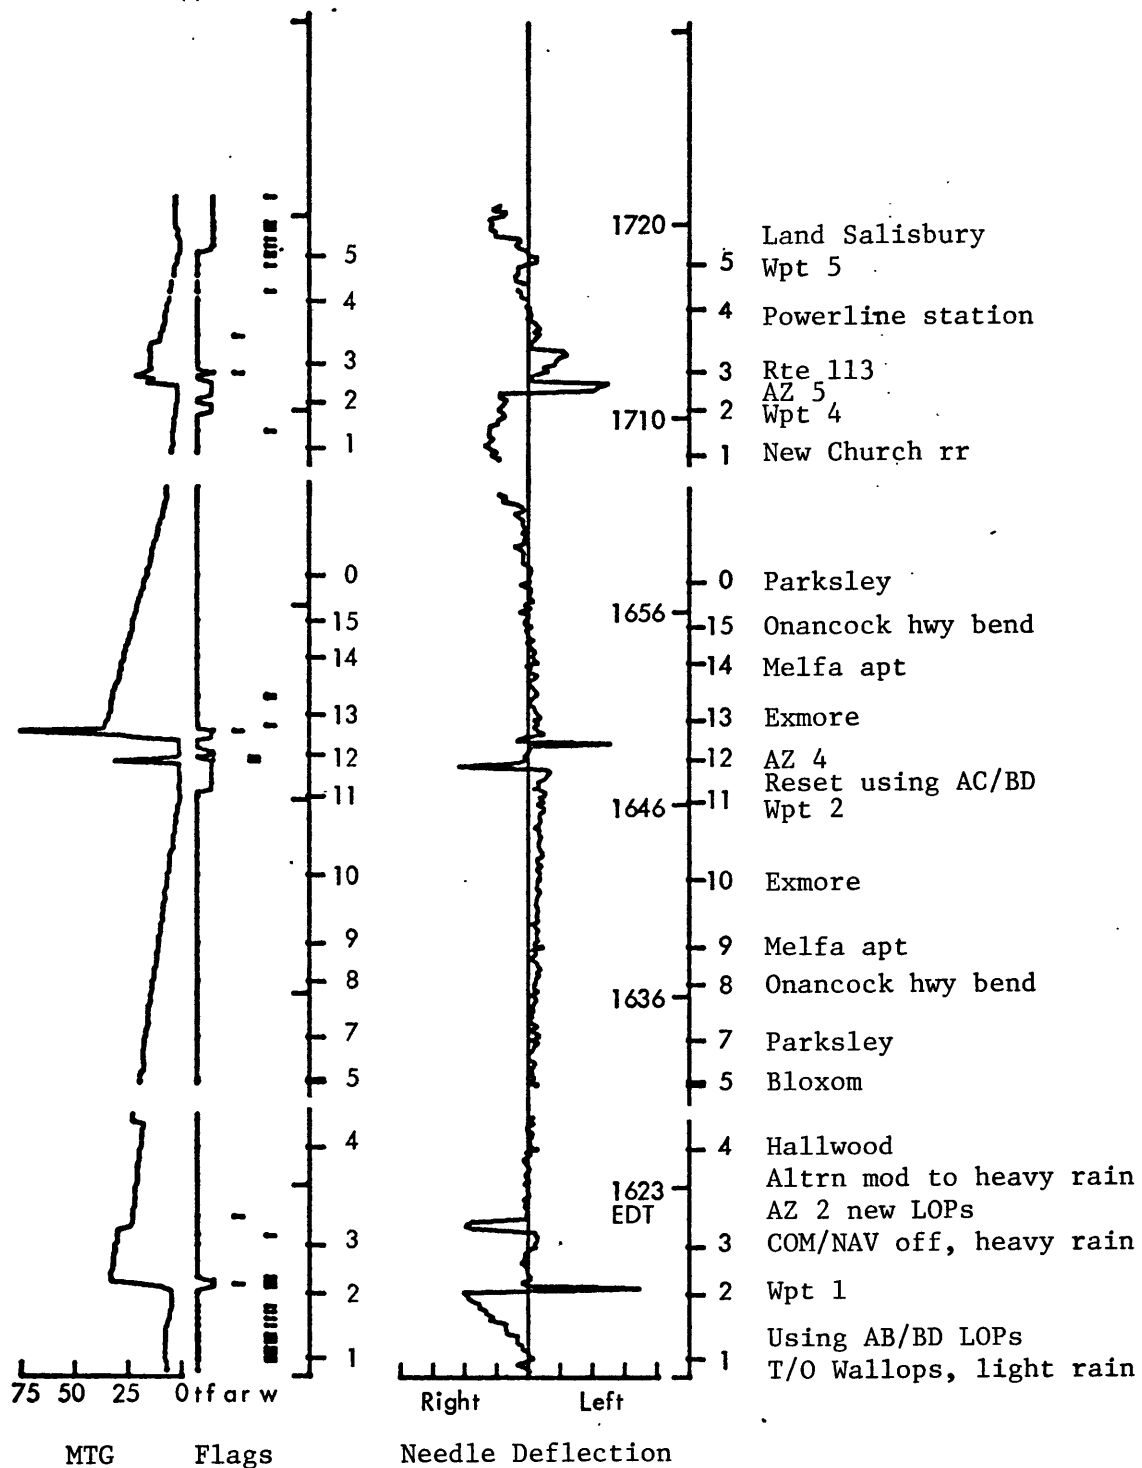 1720
Land Salisbury
5 5 Wpt 5
4 4 Powerline station
3 3 Rte 113
AZ 5
2 2 Wpt 4
1710
1 1 New Church rr
0 0 Parksley
1656
15 15 Onancock hwy bend
14 14 Melfa apt
13 13 Exmore
12 12 AZ 4
Reset using AC/BD
11 1646 11 Wpt 2
10 10 Exmore
9 9 Melfa apt
8 8 Onancock hwy bend
1636
7 7 Parksley
5 5 Bloxom
4 4 Hallwood
Altrn mod to heavy rain
1623
EDT AZ 2 new LOPs
3 3 COM/NAV off, heavy rain
2 2 Wpt 1
Using AB/BD LOPs
1 1 T/O Wallops, light rain
75 50 25 0 t f a r w
Right Left
MTG Flags Needle Deflection